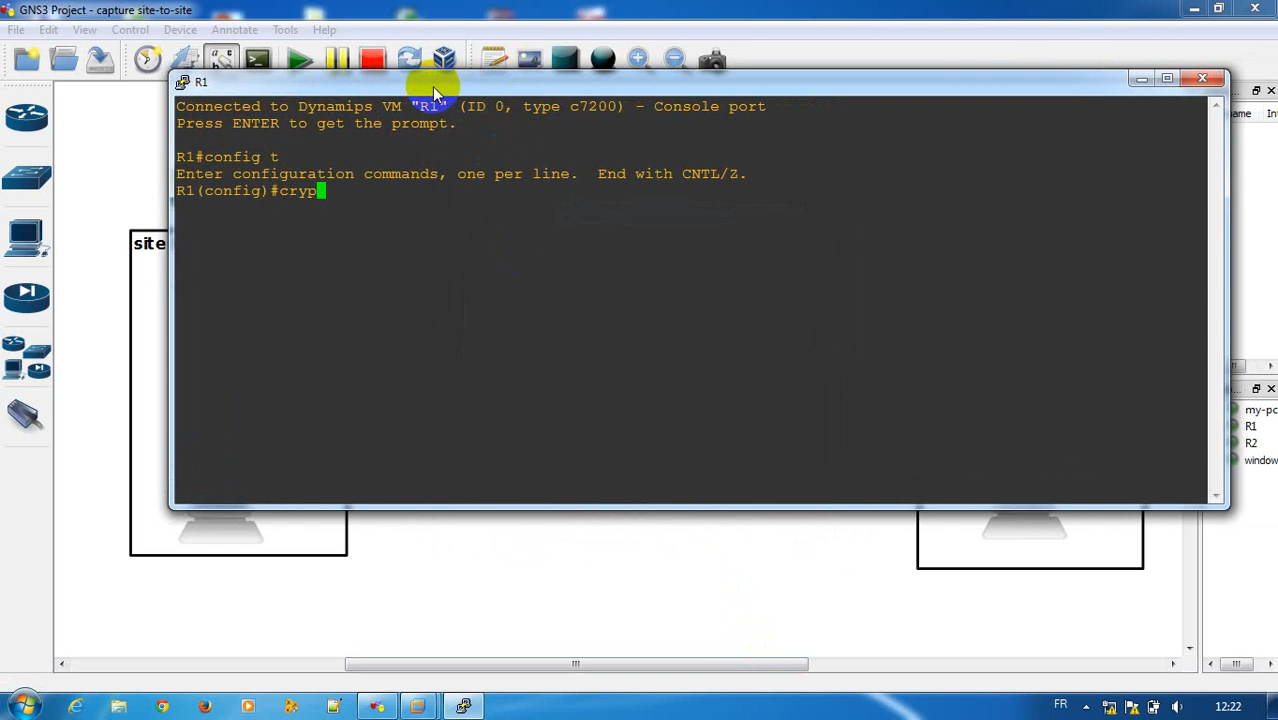 GNS3 Project - capture site-to-site
File Edit View Control Device Annotate Tools Help
R1
Connected to Dynamips VM "R1" (ID 0, type c7200) - Console port
Press ENTER to get the prompt.
R1#config t
Enter configuration commands, one per line.  End with CNTL/Z.
R1(config)#cryp
site
ame
Int
my-pc
R1
R2
window
FR
12:22